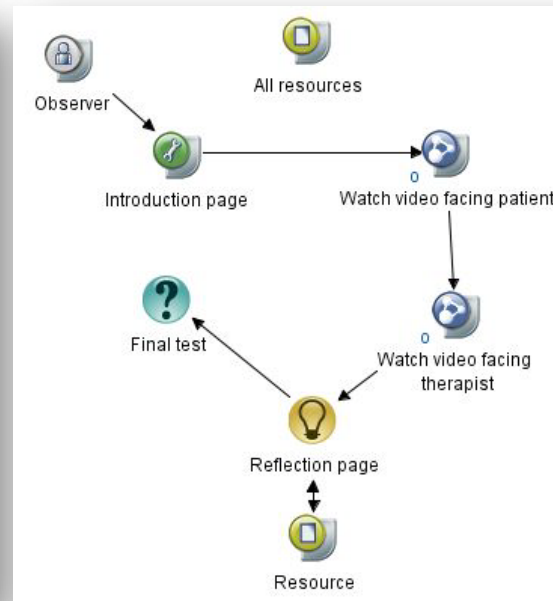 All resources
Observer
Introduction page
0
Watch video facing patient
0
Watch video facing
therapist
Final test
?
Reflection page
Resource